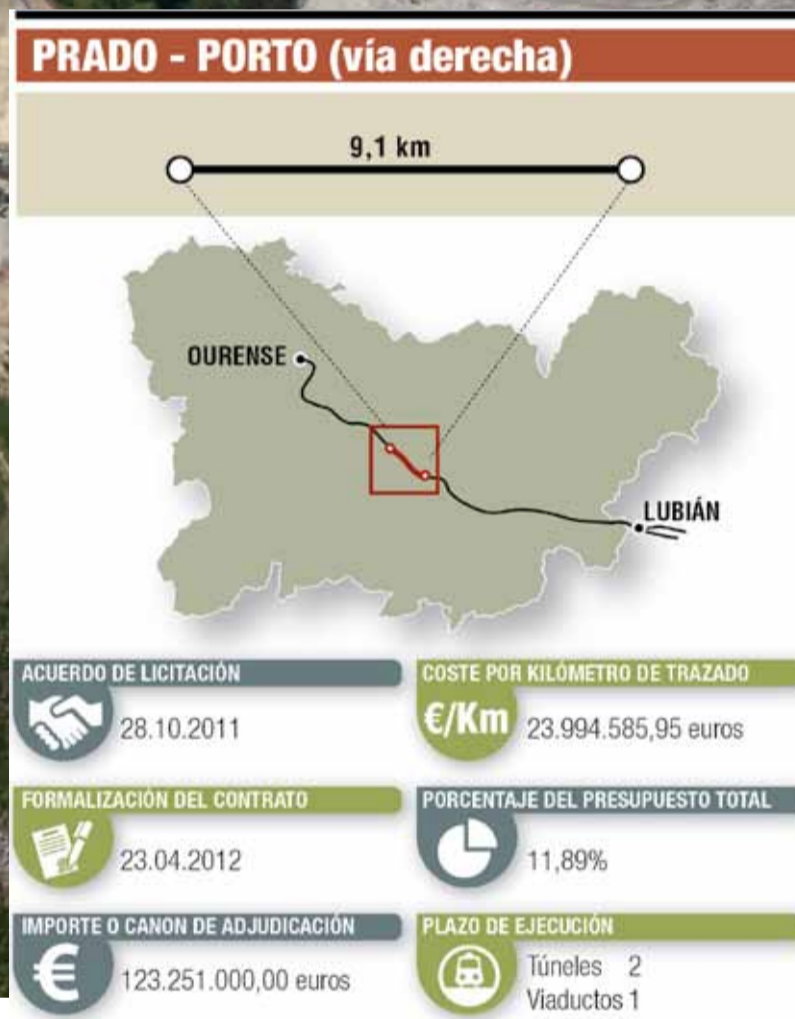 PRADO - PORTO (vía derecha)
9,1 km
OURENSE
LUBIÁN
ACUERDO DE LICITACIÓN
28.10.2011
COSTE POR KILÓMETRO DE TRAZADO
€/Km
23.994.585,95 euros
FORMALIZACIÓN DEL CONTRATO
23.04.2012
PORCENTAJE DEL PRESUPUESTO TOTAL
11,89%
IMPORTE O CANON DE ADJUDICACIÓN
€
123.251.000,00 euros
PLAZO DE EJECUCIÓN
Túneles 2
Viaductos 1